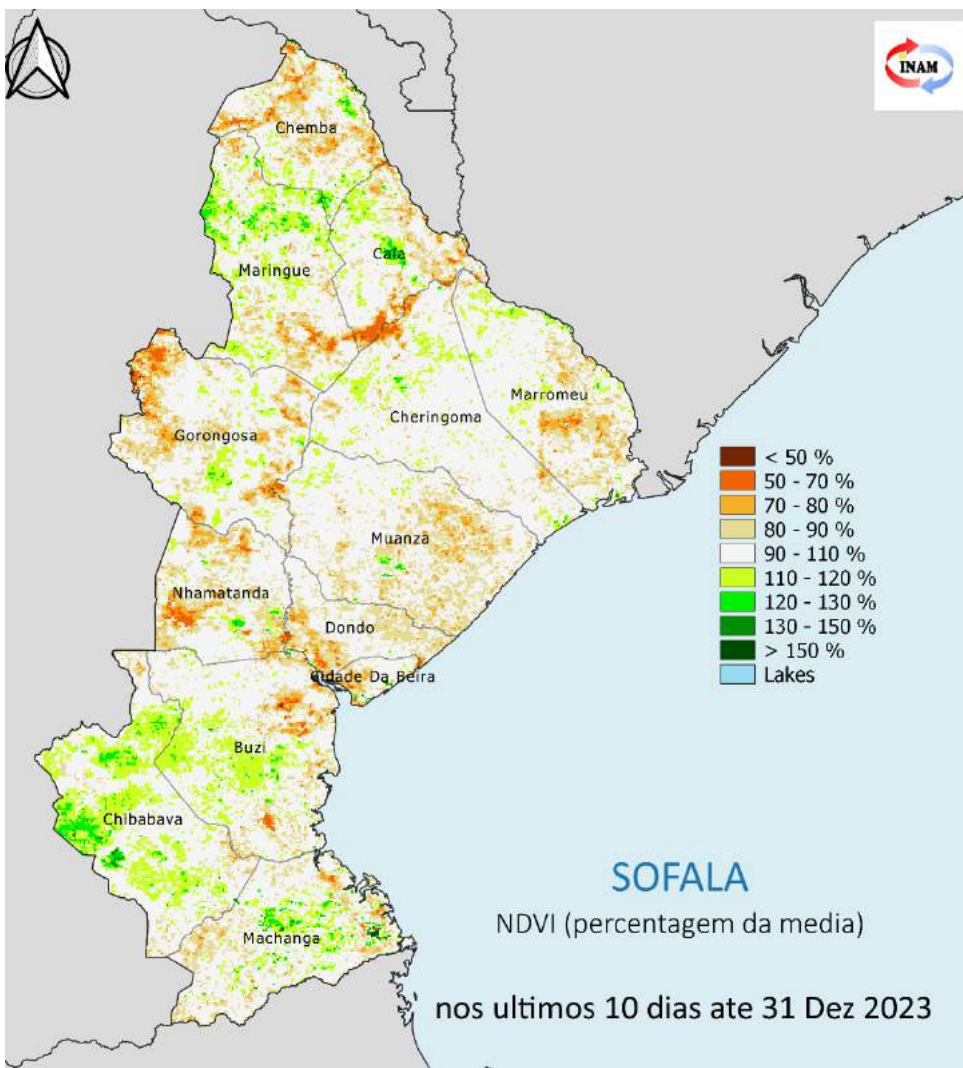 INAM
Chemba
Caia
Maringue
Marromeu
Cheringoma
Gorongosa
Muanza
Nhamatanda
Dondo
Cidade Da Beira
Buzi
Chibabava
Machanga
< 50 %
50 - 70 %
70 - 80 %
80 - 90 %
90 - 110 %
110 - 120 %
120 - 130 %
130 - 150 %
> 150 %
Lakes
SOFALA
NDVI (percentagem da media)
nos ultimos 10 dias ate 31 Dez 2023